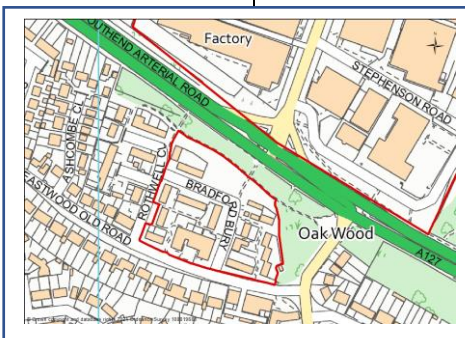 Factory
SOUTHEND ARTERIAL ROAD
STEPHENSON ROAD
ASHCOMBE CL
ROTHWELL CL
BRADFORD BURY
EASTWOOD OLD ROAD
Oak Wood
A127